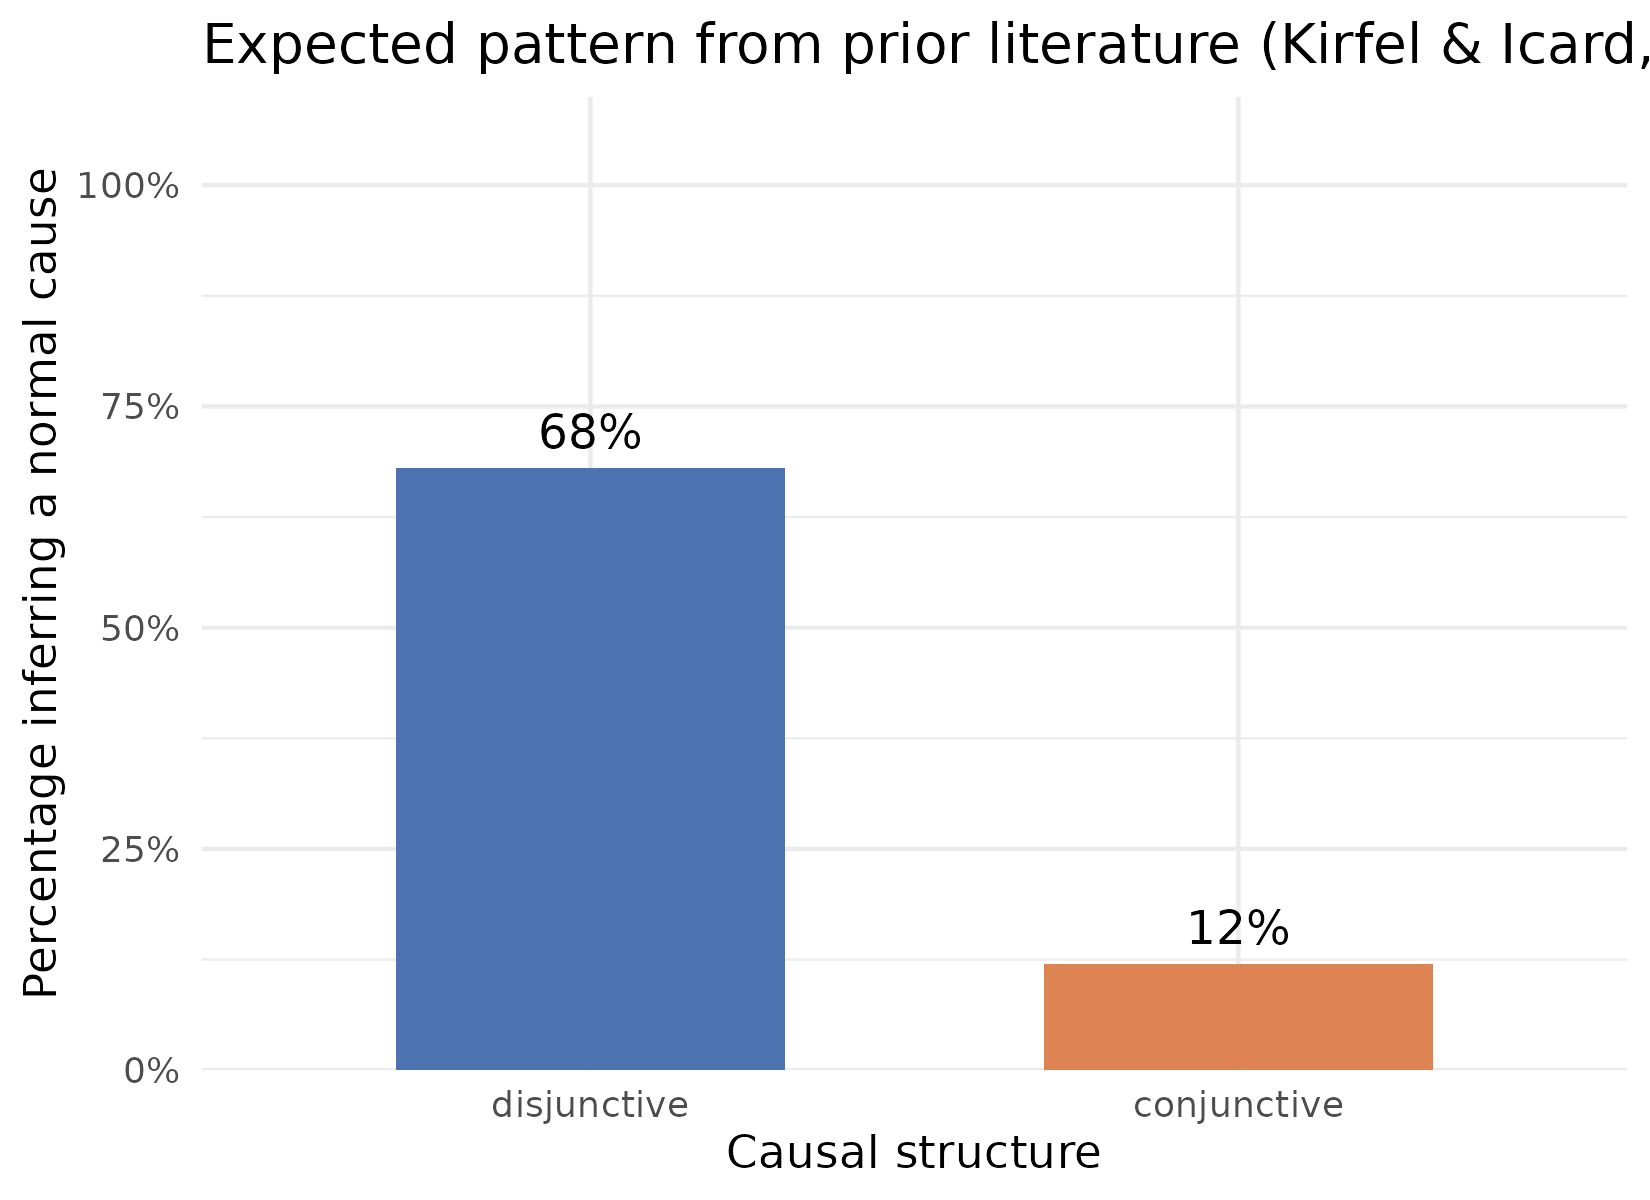 Expected pattern from prior literature (Kirfel & Icard,
Percentage inferring a normal cause
100%
75%
68%
50%
25%
12%
0%
disjunctive
conjunctive
Causal structure